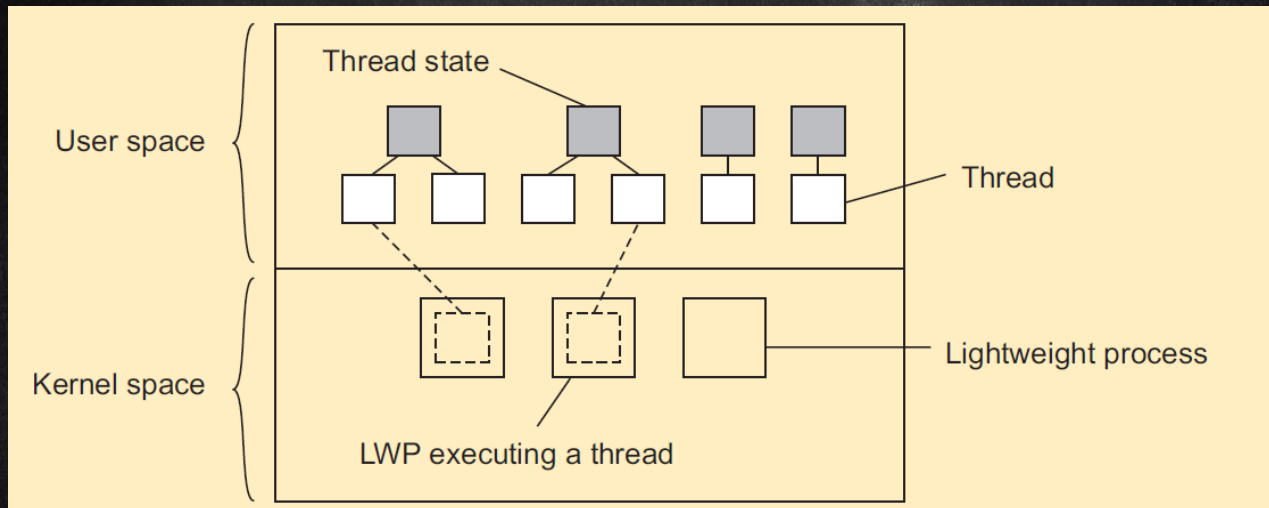 Thread state
User space
Thread
Lightweight process
Kernel space
LWP executing a thread